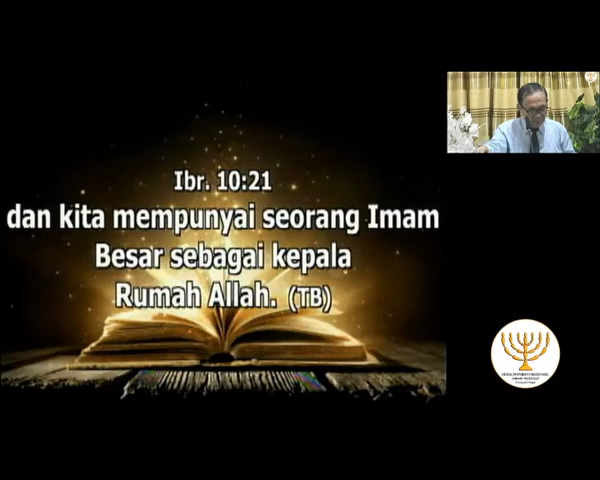 Ibr. 10:21
dan kita mempunyai seorang Imam
Besar sebagai kepala
Rumah Allah. (TB)